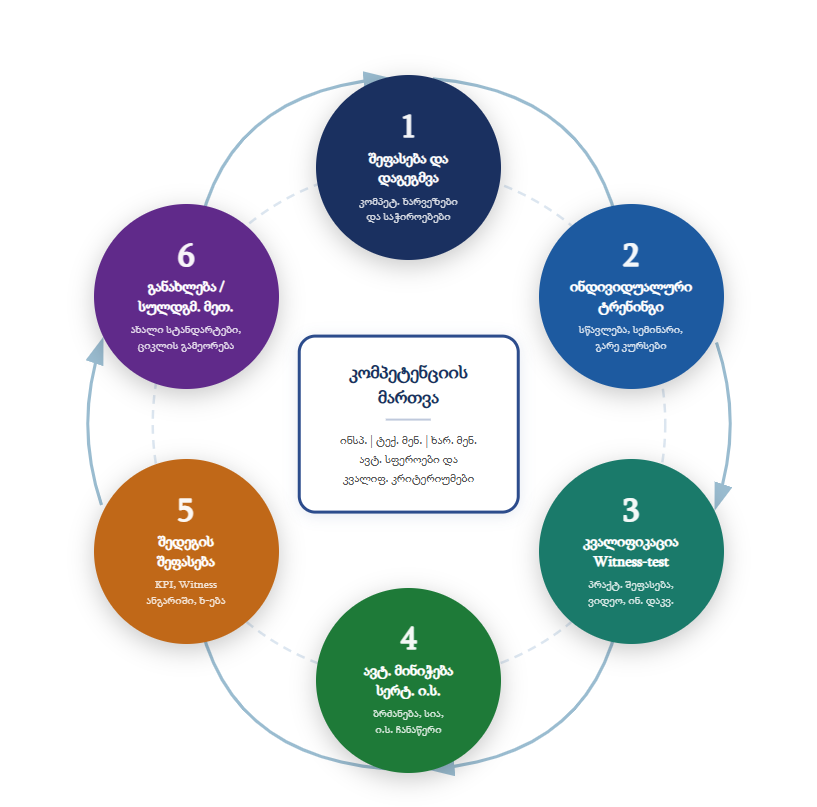 1
შეფასება და
დაგეგმვა
კომპეტ. ხარვეზები
და საჭიროებები
2
ინდივიდუალური
ტრენინგი
სწავლება, სემინარი,
გარე კურსები
3
კვალიფიკაცია
Witness-test
პრაქტ. შეფასება,
ვიდეო, ინ. დაკვ.
4
ავტ. მინიჭება
სერტ. ი.ს.
ბრძანება, სია,
ი.ს. ჩანაწერი
5
შედეგის
შეფასება
KPI, Witness
ანგარიში, ხ-ება
6
განახლება /
სულდგმ. მეთ.
ახალი სტანდარტები,
ციკლის გამეორება
კომპეტენციის
მართვა
ინსპ. | ტექ. მენ. | ხარ. მენ.
ავტ. სფეროები და
კვალიფ. კრიტერიუმები